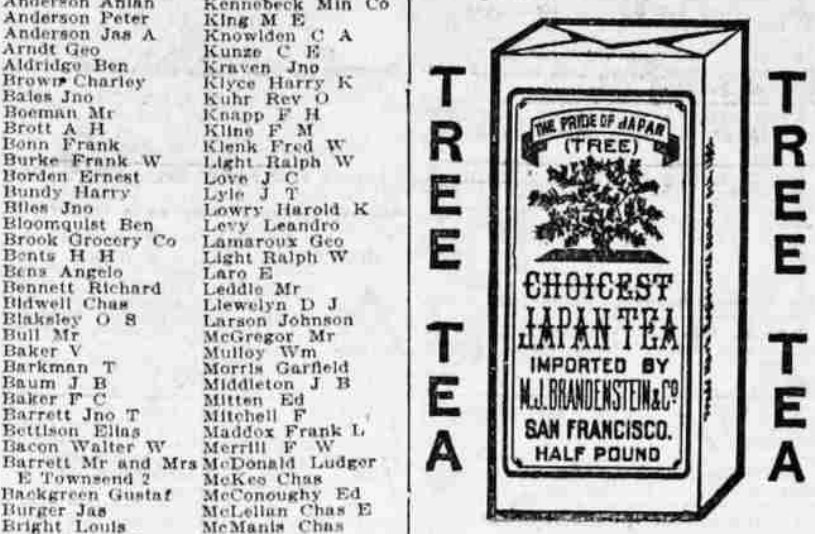 Anderson Peter
Anderson Jas A
Arndt Geo
Aldridge Ben
Brown Charley
Bales Jno
Boeman Mr
Brott A H
Bonn Frank
Burke Frank W
Borden Ernest
Bundy Harry
Biles Jno
Bloomquist Ben
Brook Grocery Co
Bents H H
Bens Angelo
Bennett Richard
Bidwell Chas
Blaksley O S
Bull Mr
Baker V
Barkman T
Baum J B
Baker F C
Barrett Jno T
Bettison Elias
Bacon Walter W
Barrett Mr and Mrs
E Townsend 2
Backgreen Gustaf
Burger Jas
Bright Louis
Kennebeck Min Co
King M E
Knowlden C A
Kunze C E
Kraven Jno
Klyce Harry K
Kuhr Rev O
Knapp F H
Kline F M
Klenk Fred W
Light Ralph W
Love J C
Lyle J T
Lowry Harold K
Levy Leandro
Lamaroux Geo
Light Ralph W
Laro E
Leddle Mr
Llewelyn D J
Larson Johnson
McGregor Mr
Mulloy Wm
Morris Garfield
Middleton J B
Mitten Ed
Mitchell F
Maddox Frank L
Merrill F W
McDonald Ludger
McKeo Chas
McConoughy Ed
McLellan Chas E
McManis Chas
TREE TEA
THE PRIDE OF JAPAN
(TREE)
CHOICEST
JAPAN TEA
IMPORTED BY
M.J. BRANDENSTEIN & CO
SAN FRANCISCO.
HALF POUND
TREE TEA